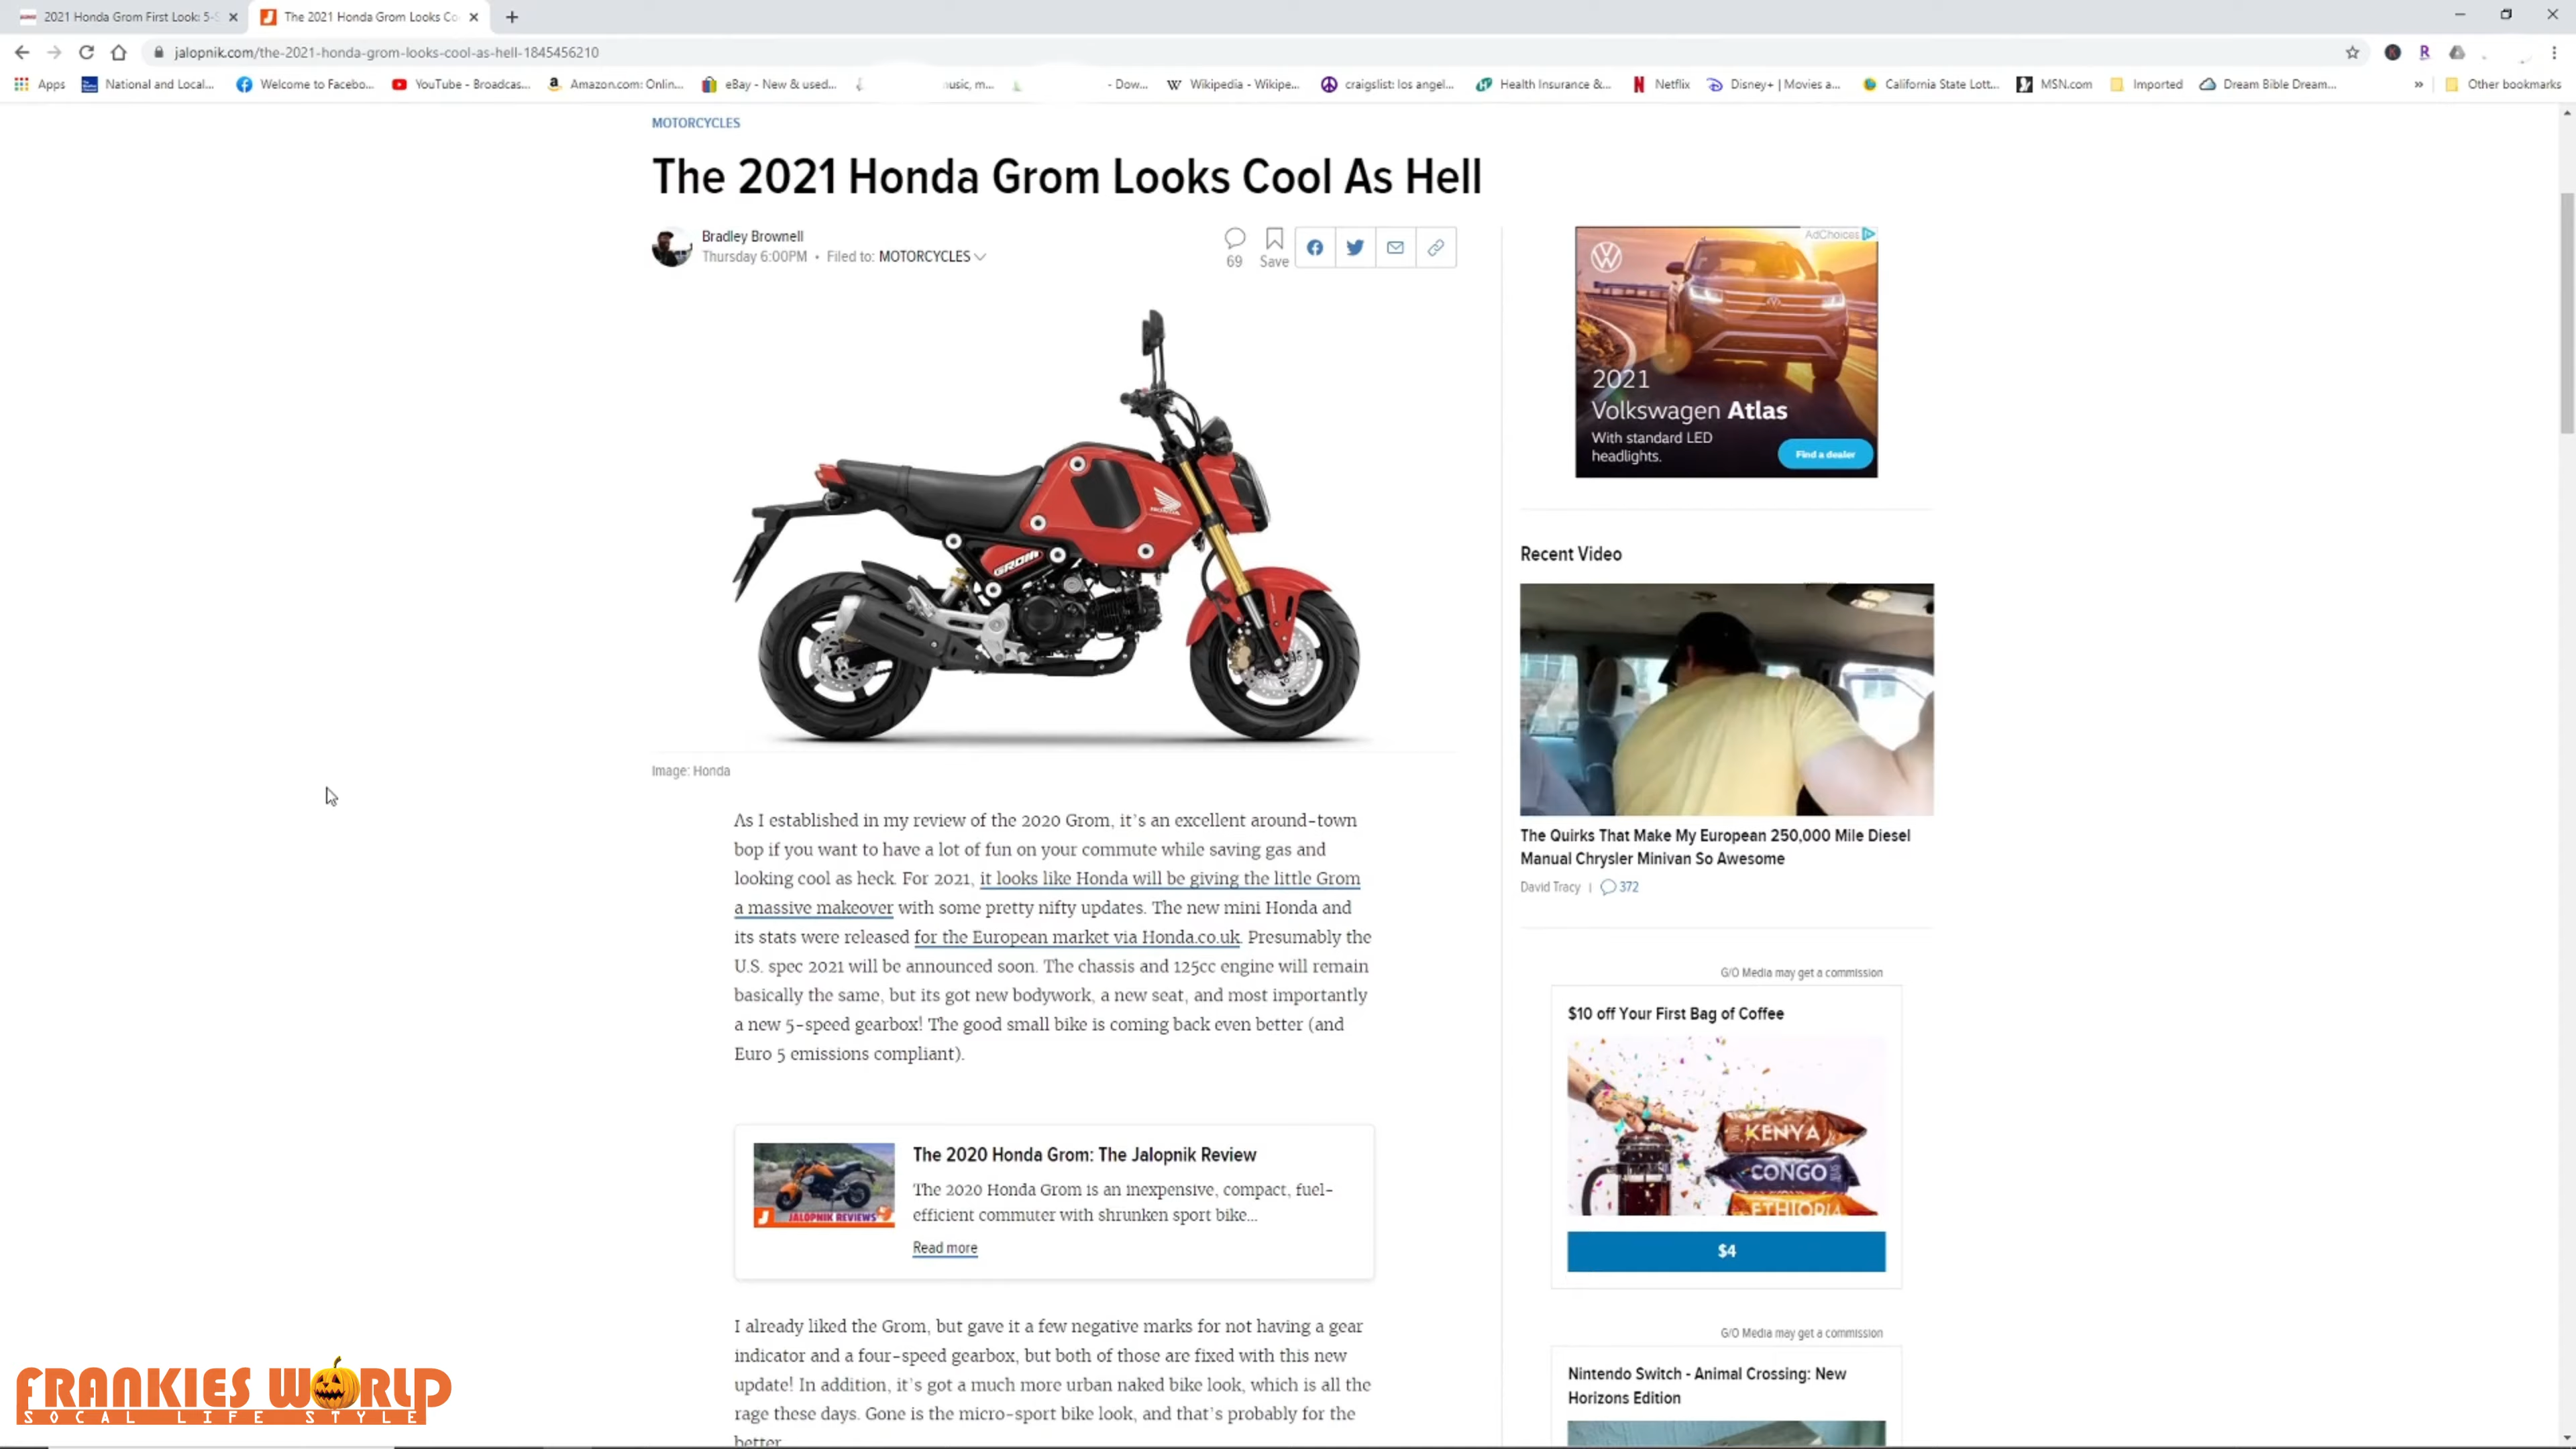 2021 Honda Grom First Look: 5-S
The 2021 Honda Grom Looks Co
jalopnik.com/the-2021-honda-grom-looks-cool-as-hell-1845456210
Apps
National and Local...
Welcome to Facebo...
YouTube - Broadcas...
Amazon.com: Onlin...
eBay - New & used...
usic, m...
- Dow...
Wikipedia - Wikipe...
craigslist: los angel...
Health Insurance &...
Netflix
Disney+ | Movies a...
California State Lott...
MSN.com
Imported
Dream Bible Dream...
»
Other bookmarks
MOTORCYCLES
The 2021 Honda Grom Looks Cool As Hell
Bradley Brownell
Thursday 6:00PM • Filed to: MOTORCYCLES
69
Save
HONDA
GROM
Image: Honda
As I established in my review of the 2020 Grom, it's an excellent around-town
bop if you want to have a lot of fun on your commute while saving gas and
looking cool as heck. For 2021, it looks like Honda will be giving the little Grom
a massive makeover with some pretty nifty updates. The new mini Honda and
its stats were released for the European market via Honda.co.uk. Presumably the
U.S. spec 2021 will be announced soon. The chassis and 125cc engine will remain
basically the same, but its got new bodywork, a new seat, and most importantly
a new 5-speed gearbox! The good small bike is coming back even better (and
Euro 5 emissions compliant).
JALOPNIK REVIEWS
The 2020 Honda Grom: The Jalopnik Review
The 2020 Honda Grom is an inexpensive, compact, fuel-
efficient commuter with shrunken sport bike...
Read more
I already liked the Grom, but gave it a few negative marks for not having a gear
indicator and a four-speed gearbox, but both of those are fixed with this new
update! In addition, it's got a much more urban naked bike look, which is all the
rage these days. Gone is the micro-sport bike look, and that's probably for the
better.
AdChoices
2021
Volkswagen Atlas
With standard LED
headlights.
Find a dealer
Recent Video
The Quirks That Make My European 250,000 Mile Diesel
Manual Chrysler Minivan So Awesome
David Tracy | 372
G/O Media may get a commission
$10 off Your First Bag of Coffee
KENYA
CONGO
ETHIOPIA
$4
G/O Media may get a commission
Nintendo Switch - Animal Crossing: New
Horizons Edition
FRANKIES WORLD
SOCAL LIFE STYLE